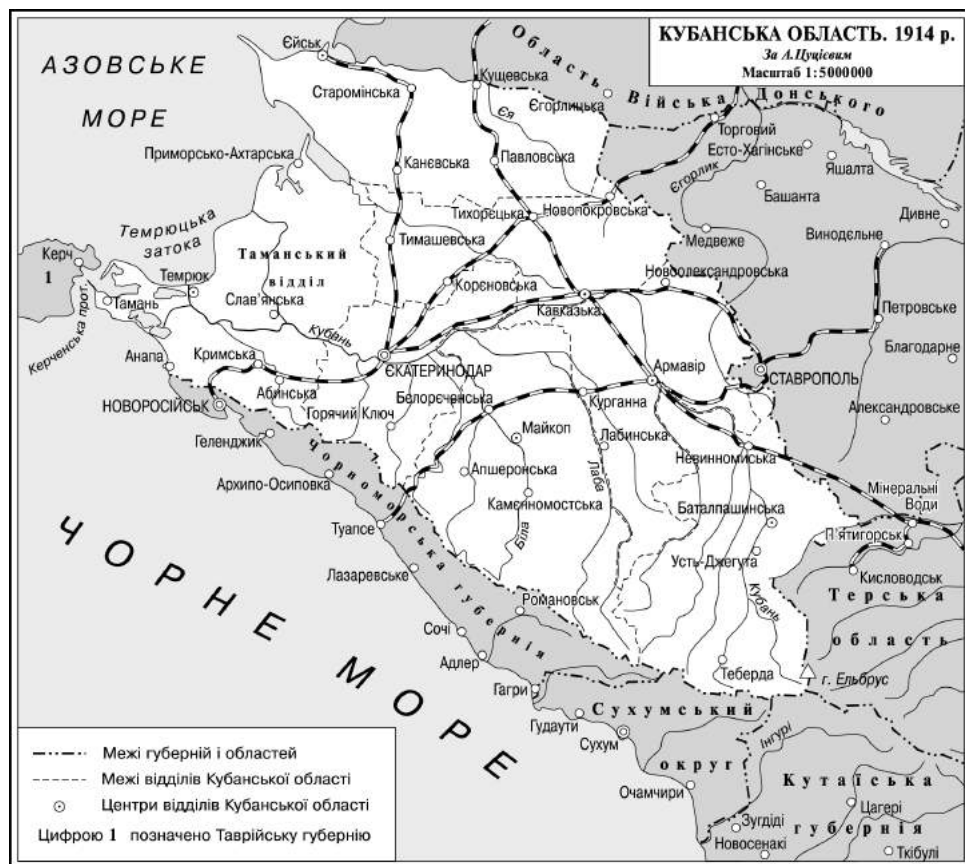 КУБАНСЬКА ОБЛАСТЬ. 1914 р.
За А.Цуцієвим
Масштаб 1:5000000
АЗОВСЬКЕ
МОРЕ
Область Війська Донського
Єйськ
Староминська
Кущевська
Єгорлицька
Єя
Торговий
Есто-Хагінське
Яшалта
Приморсько-Ахтарська
Канєвська
Павловська
Єгорлик
Башанта
Дивне
Темрюцька
затока
Тихорєцька
Новопокровська
Медвеже
Винодєльне
Керч
1
Таманський
відділ
Тимашевська
Темрюк
Тамань
Слав'янська
Корєновська
Новоолександровська
Кавказька
Петровське
Керченська прот.
Кубань
Анапа
Кримська
ЄКАТЕРИНОДАР
Армавір
СТАВРОПОЛЬ
Благодарне
НОВОРОСІЙСЬК
Абинська
Горячий Ключ
Бєлорєченська
Курганна
Александровське
Геленджик
Майкоп
Лабинська
Невинномиська
Архипо-Осиповка
Апшеронська
Камєнномостська
Лаба
Біла
Баталпашинська
Мінеральні
Води
Туапсе
П'ятигорськ
Усть-Джегута
Кисловодськ
Лазаревське
Чорноморська губернія
Романовськ
Кубань
Терська
область
ЧОРНЕ МОРЕ
Сочі
Адлер
Теберда
г. Ельбрус
Гагри
Гудаути
Сухумський
округ
Сухум
Інгурі
Кутаїська
губернія
Очамчири
Цагері
Зугдіді
Новосенакі
Ткібулі
Межі губерній і областей
Межі відділів Кубанської області
Центри відділів Кубанської області
Цифрою 1 позначено Таврійську губернію